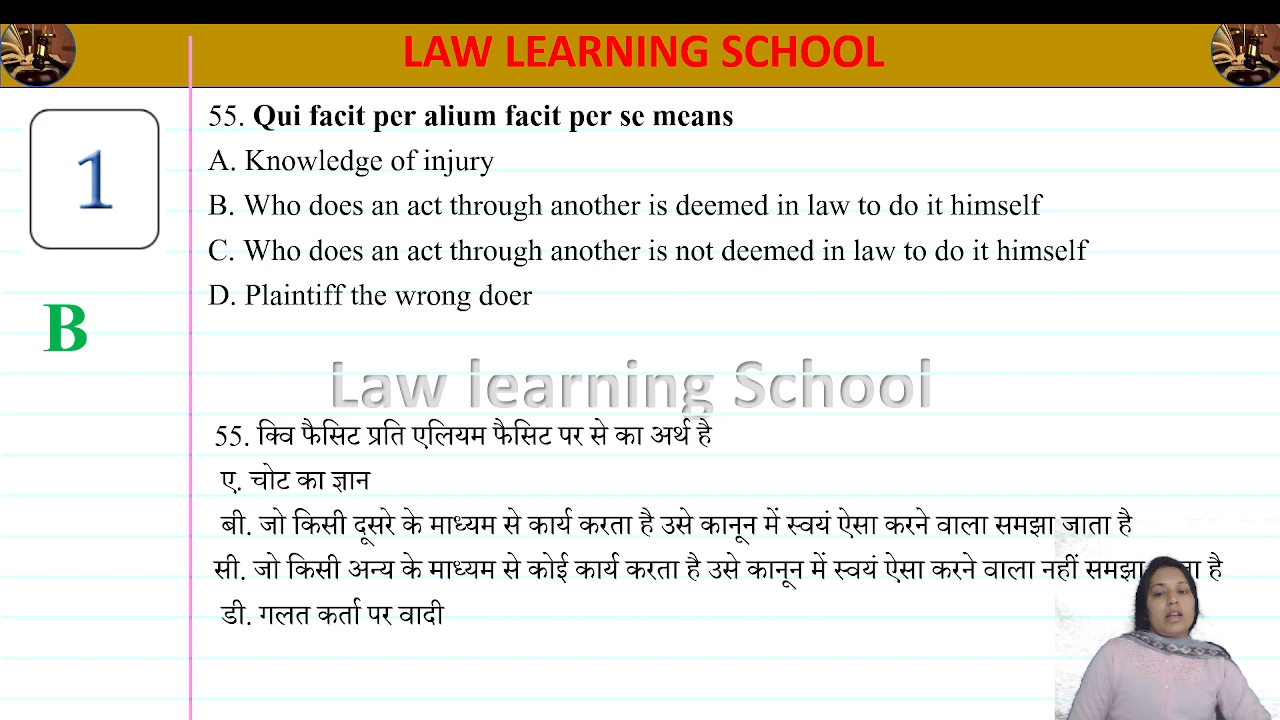 LAW LEARNING SCHOOL
1
55. Qui facit per alium facit per se means
A. Knowledge of injury
B. Who does an act through another is deemed in law to do it himself
C. Who does an act through another is not deemed in law to do it himself
D. Plaintiff the wrong doer
B
Law learning School
55. क्वि फैसिट प्रति एलियम फैसिट पर से का अर्थ है
ए. चोट का ज्ञान
बी. जो किसी दूसरे के माध्यम से कार्य करता है उसे कानून में स्वयं ऐसा करने वाला समझा जाता है
सी. जो किसी अन्य के माध्यम से कोई कार्य करता है उसे कानून में स्वयं ऐसा करने वाला नहीं समझा है
डी. गलत कर्ता पर वादी